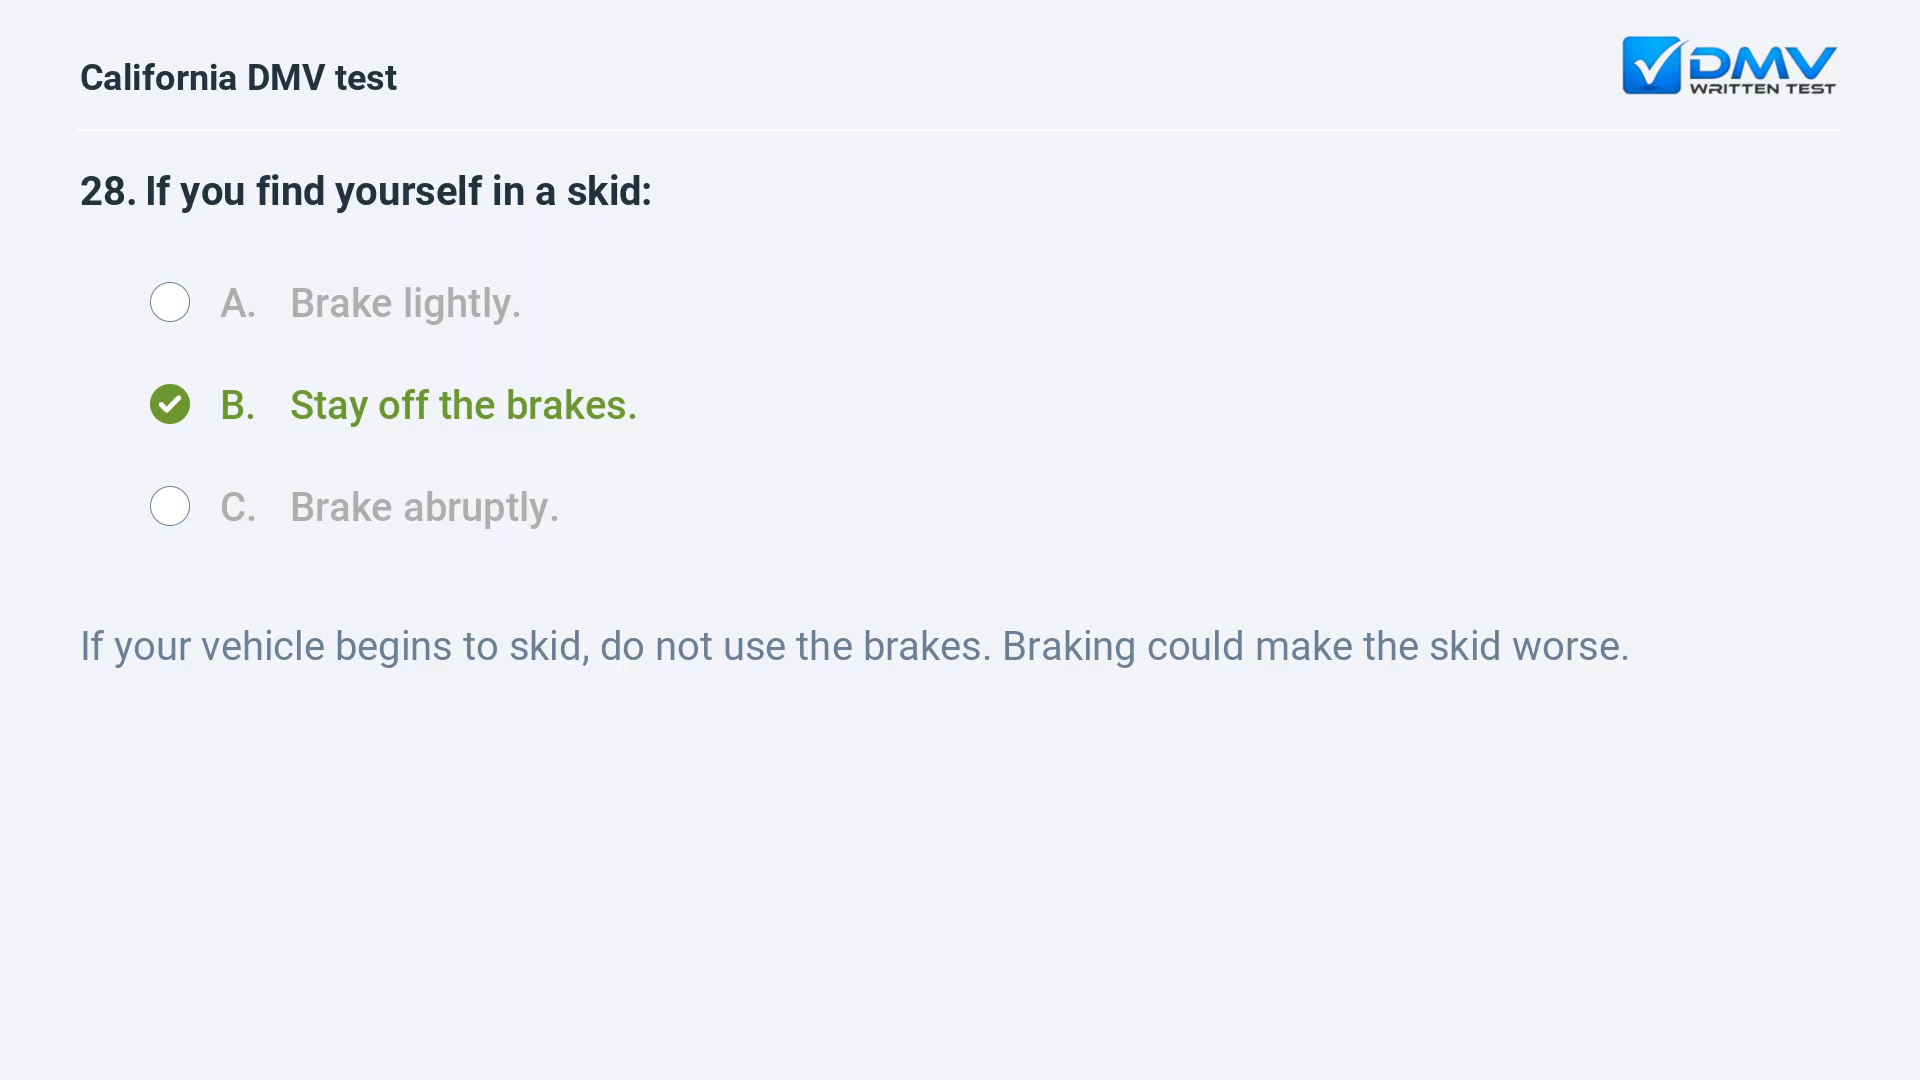 California DMV test
DMV
WRITTEN TEST
28. If you find yourself in a skid:
A. Brake lightly.
B. Stay off the brakes.
C. Brake abruptly.
If your vehicle begins to skid, do not use the brakes. Braking could make the skid worse.